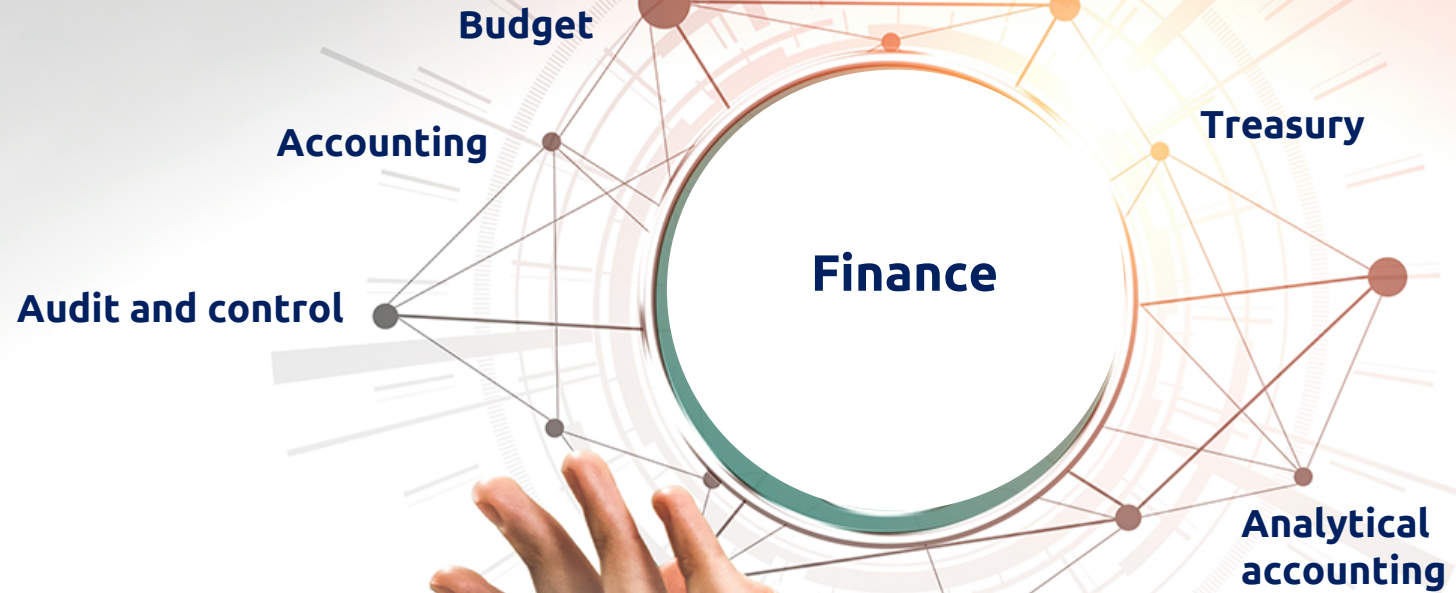 Budget
Accounting
Treasury
Finance
Audit and control
Analytical
accounting